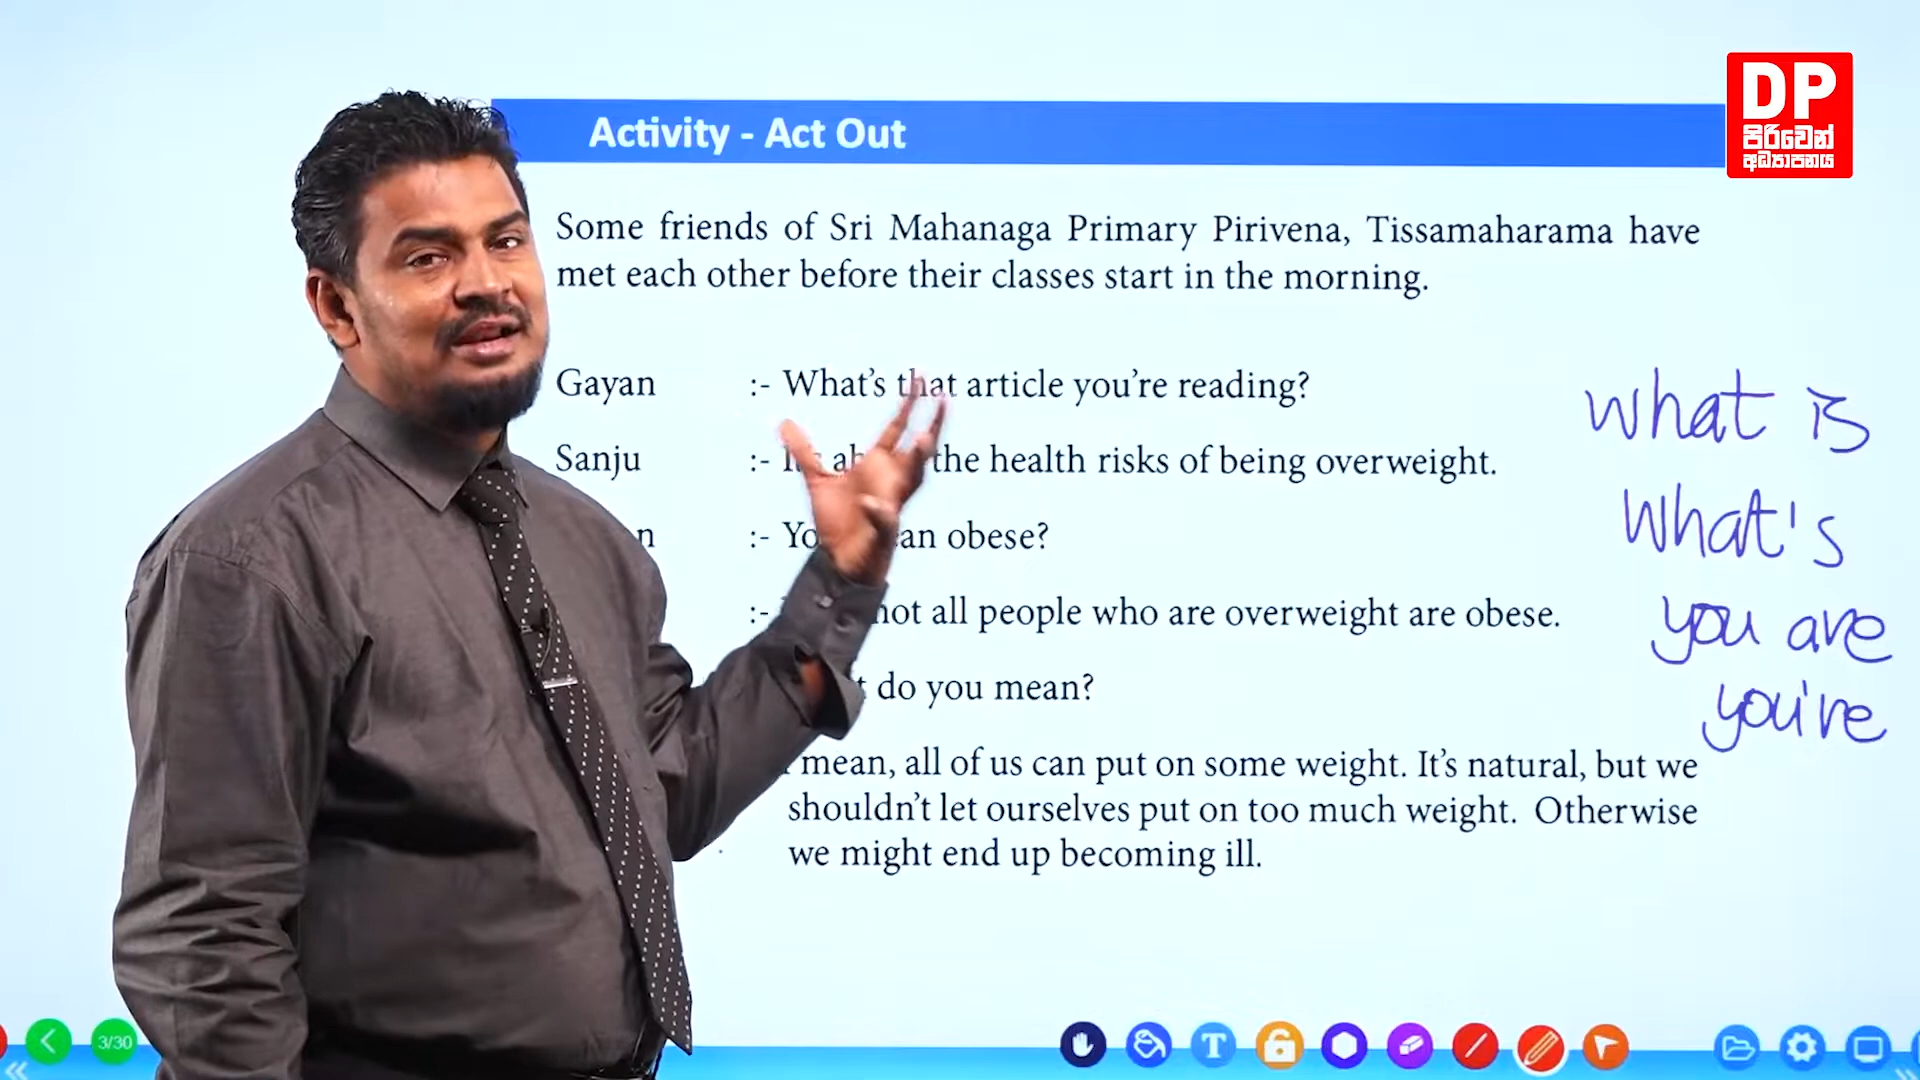 DP
පිරිවෙන්
අධ්‍යාපනය
Activity - Act Out
Some friends of Sri Mahanaga Primary Pirivena, Tissamaharama have
met each other before their classes start in the morning.
Gayan :- What's that article you're reading?
Sanju :- the health risks of being overweight.
:- obese?
:- not all people who are overweight are obese.
do you mean?
mean, all of us can put on some weight. It's natural, but we
shouldn't let ourselves put on too much weight. Otherwise
we might end up becoming ill.
what is
what's
you are
you're
3/30
T